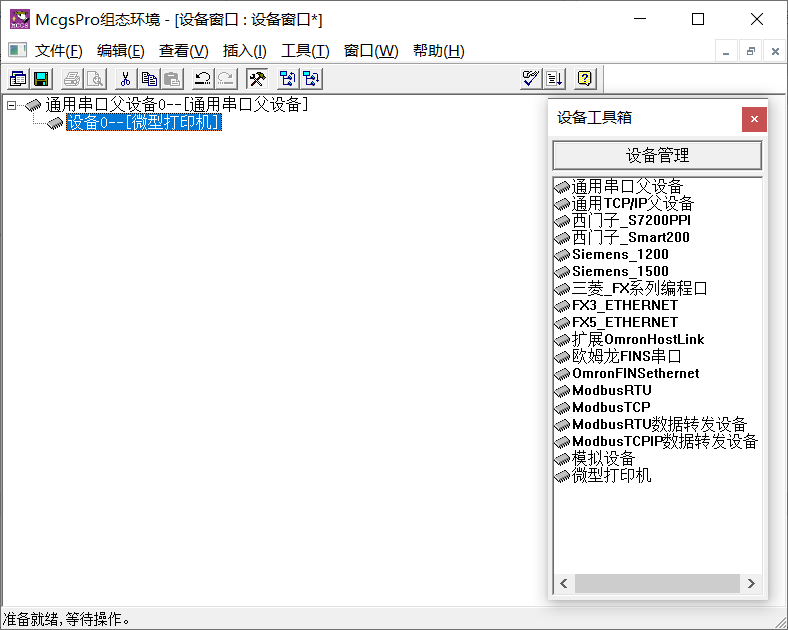 McgsPro组态环境 - [设备窗口 : 设备窗口*]
文件(F) 编辑(E) 查看(V) 插入(I) 工具(T) 窗口(W) 帮助(H)
通用串口父设备0--[通用串口父设备]
设备0--[微型打印机]
设备工具箱
设备管理
通用串口父设备
通用TCP/IP父设备
西门子_S7200PPI
西门子_Smart200
Siemens_1200
Siemens_1500
三菱_FX系列编程口
FX3_ETHERNET
FX5_ETHERNET
扩展OmronHostLink
欧姆龙FINS串口
OmronFINSethernet
ModbusRTU
ModbusTCP
ModbusRTU数据转发设备
ModbusTCPIP数据转发设备
模拟设备
微型打印机
准备就绪,等待操作。